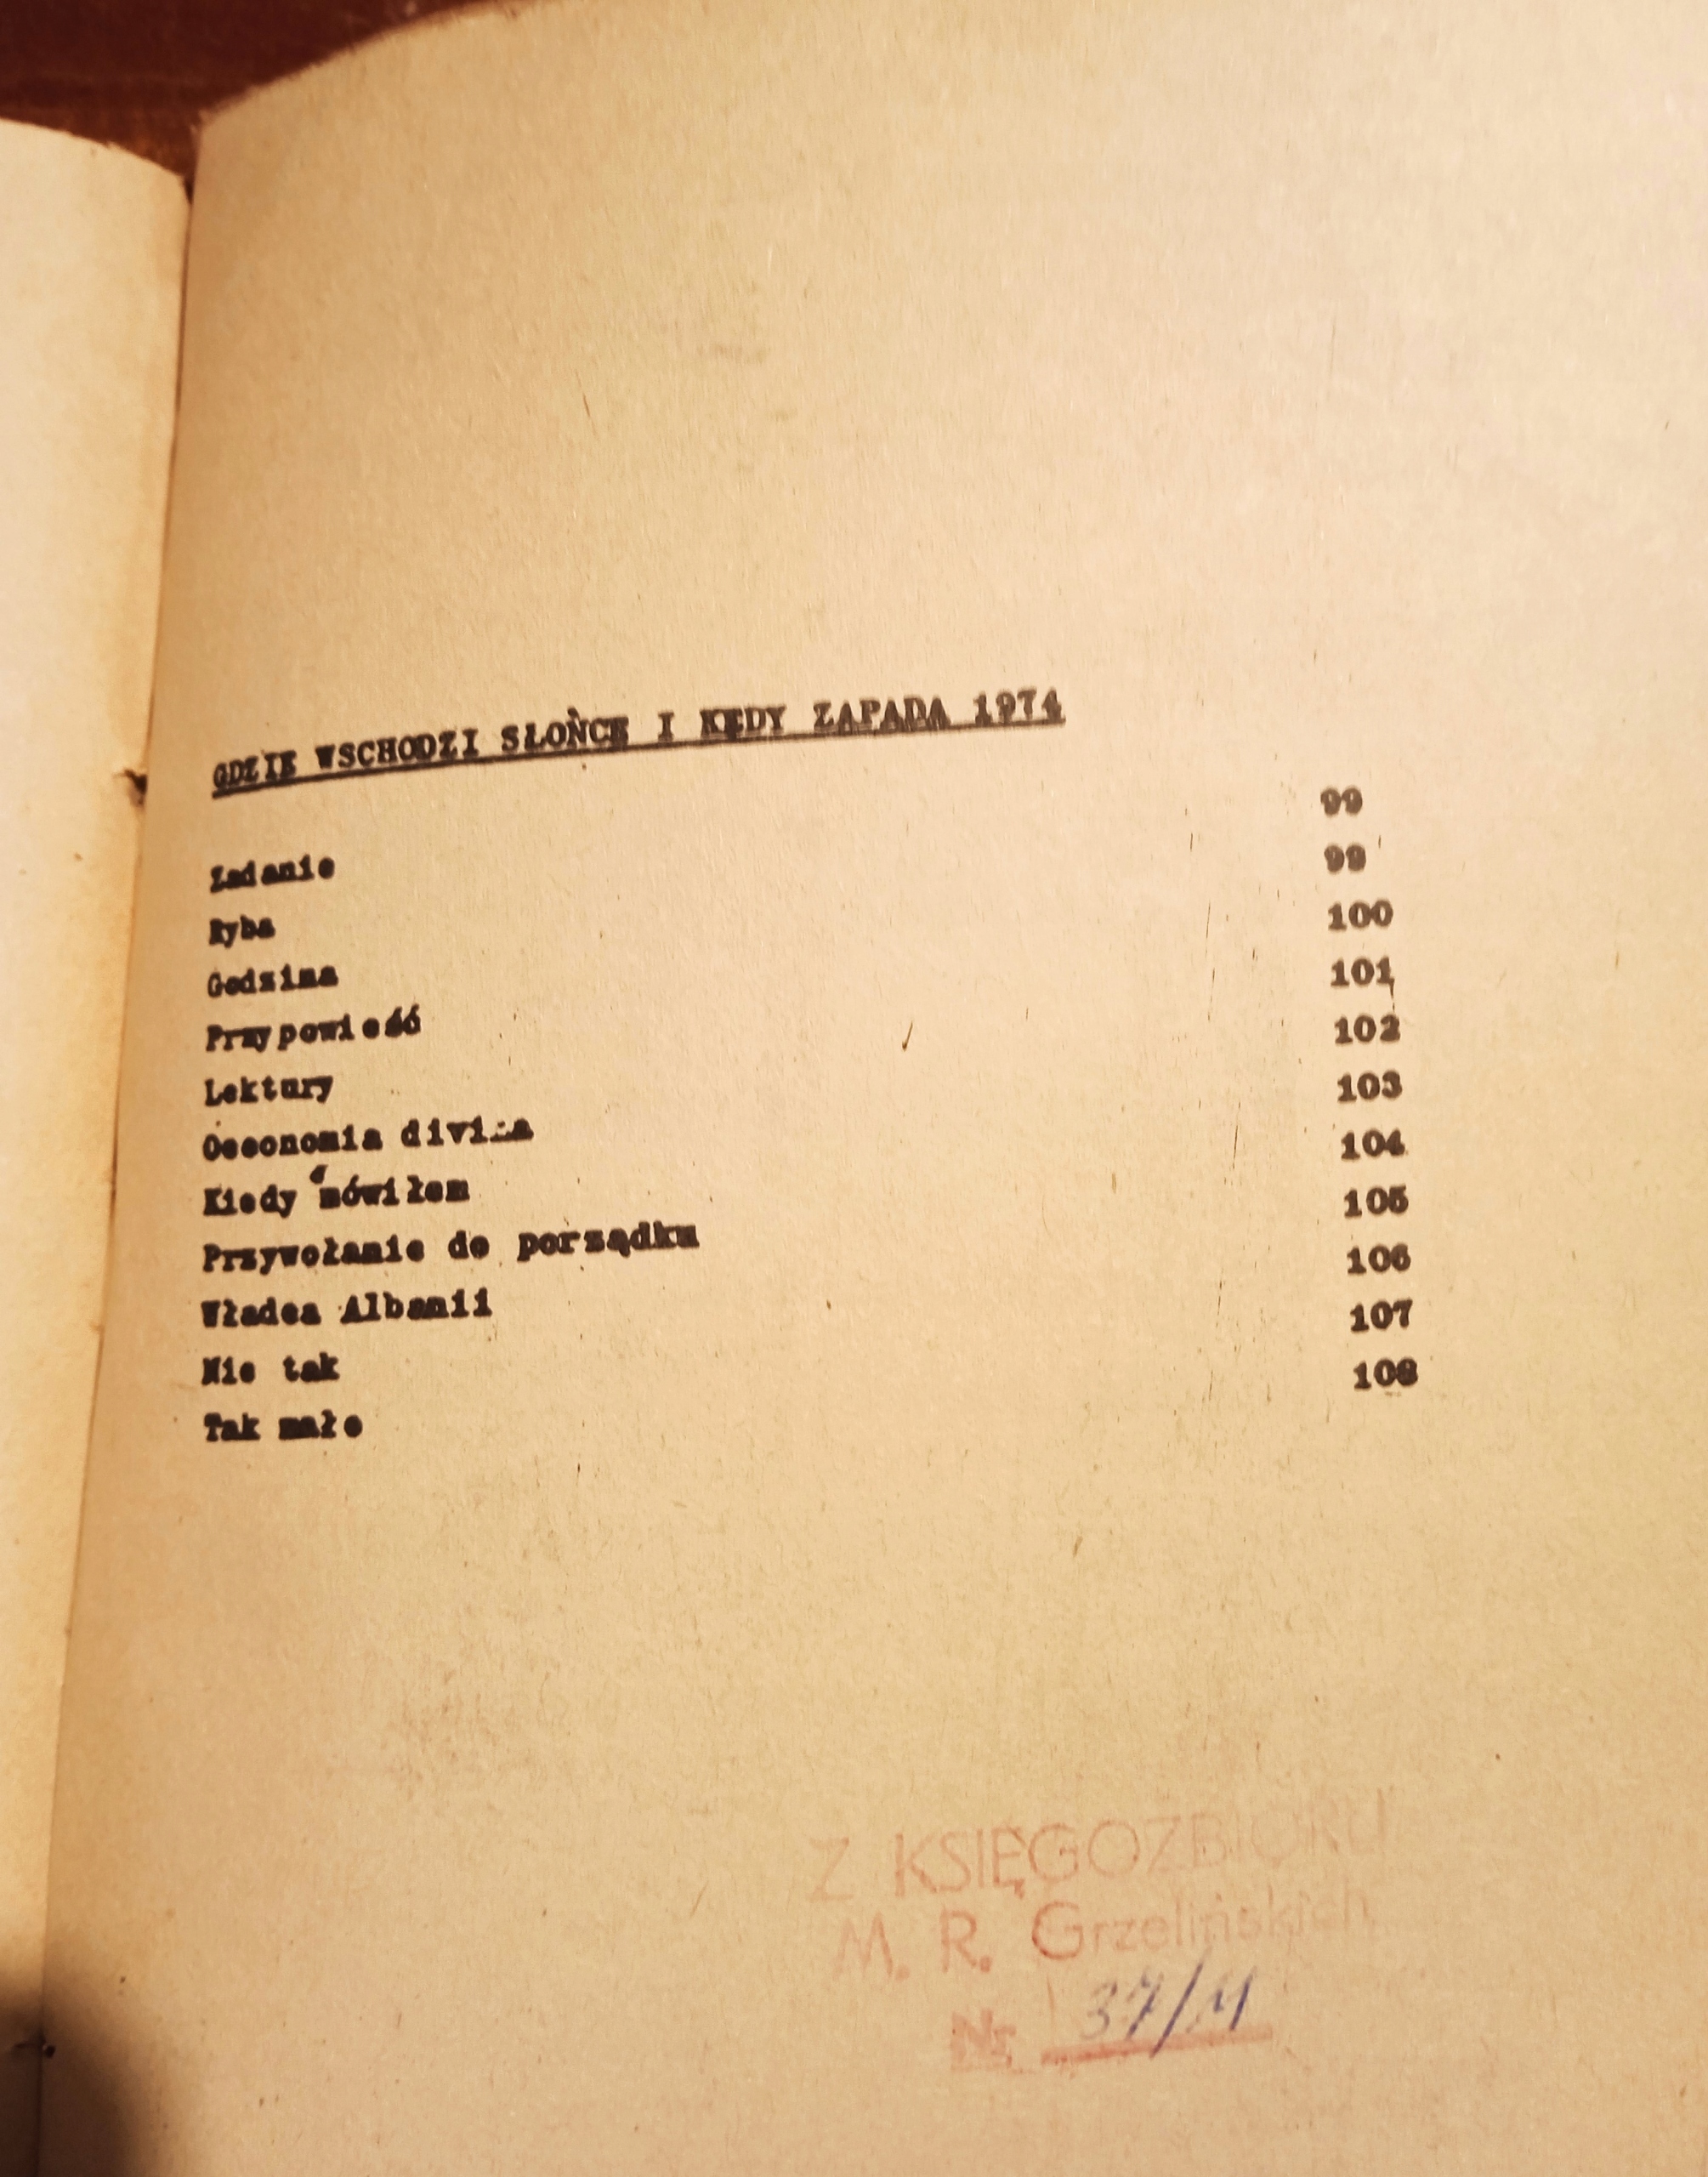 GDZIE WSCHODZI SŁOŃCE I KĘDY ZAPADA 1974
Zadanie 99
Ryba 99
Godzina 100
Przypowieść 101
Lektury 102
Oeconomia divina 103
Kiedy mówiłem 104
Przywołanie do porządku 105
Władca Albanii 106
Nie tak 107
Tak mało 108
Z KSIĘGOZBIORU
M. R. Grzelińskich
Nr 37/M